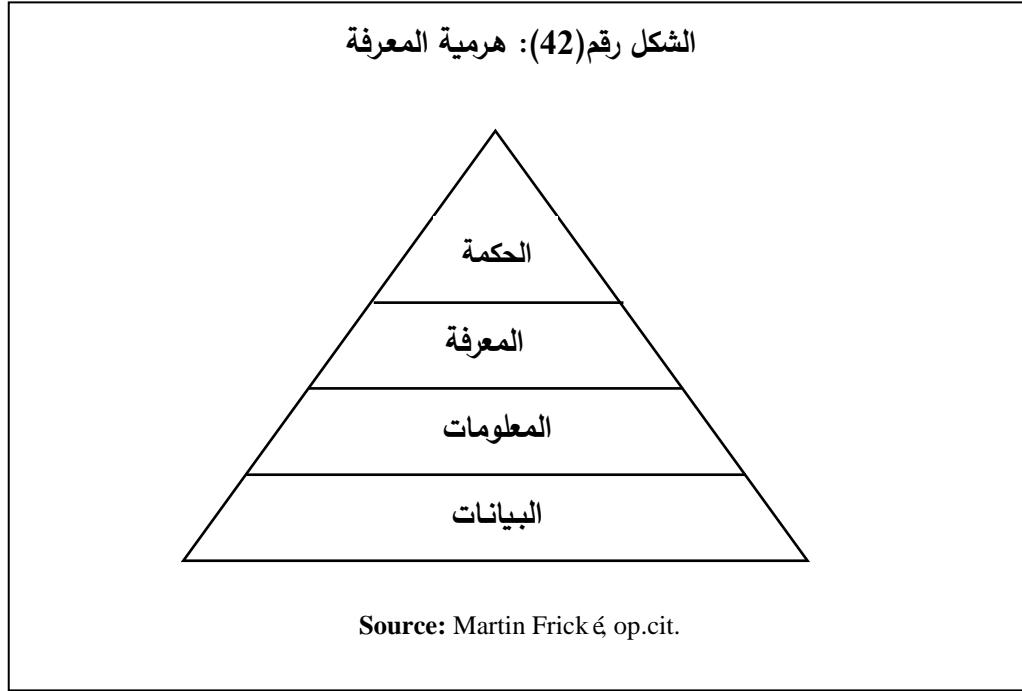 الشكل رقم(42): هرمية المعرفة
الحكمة
المعرفة
المعلومات
البيانات
Source: Martin Frické, op.cit.